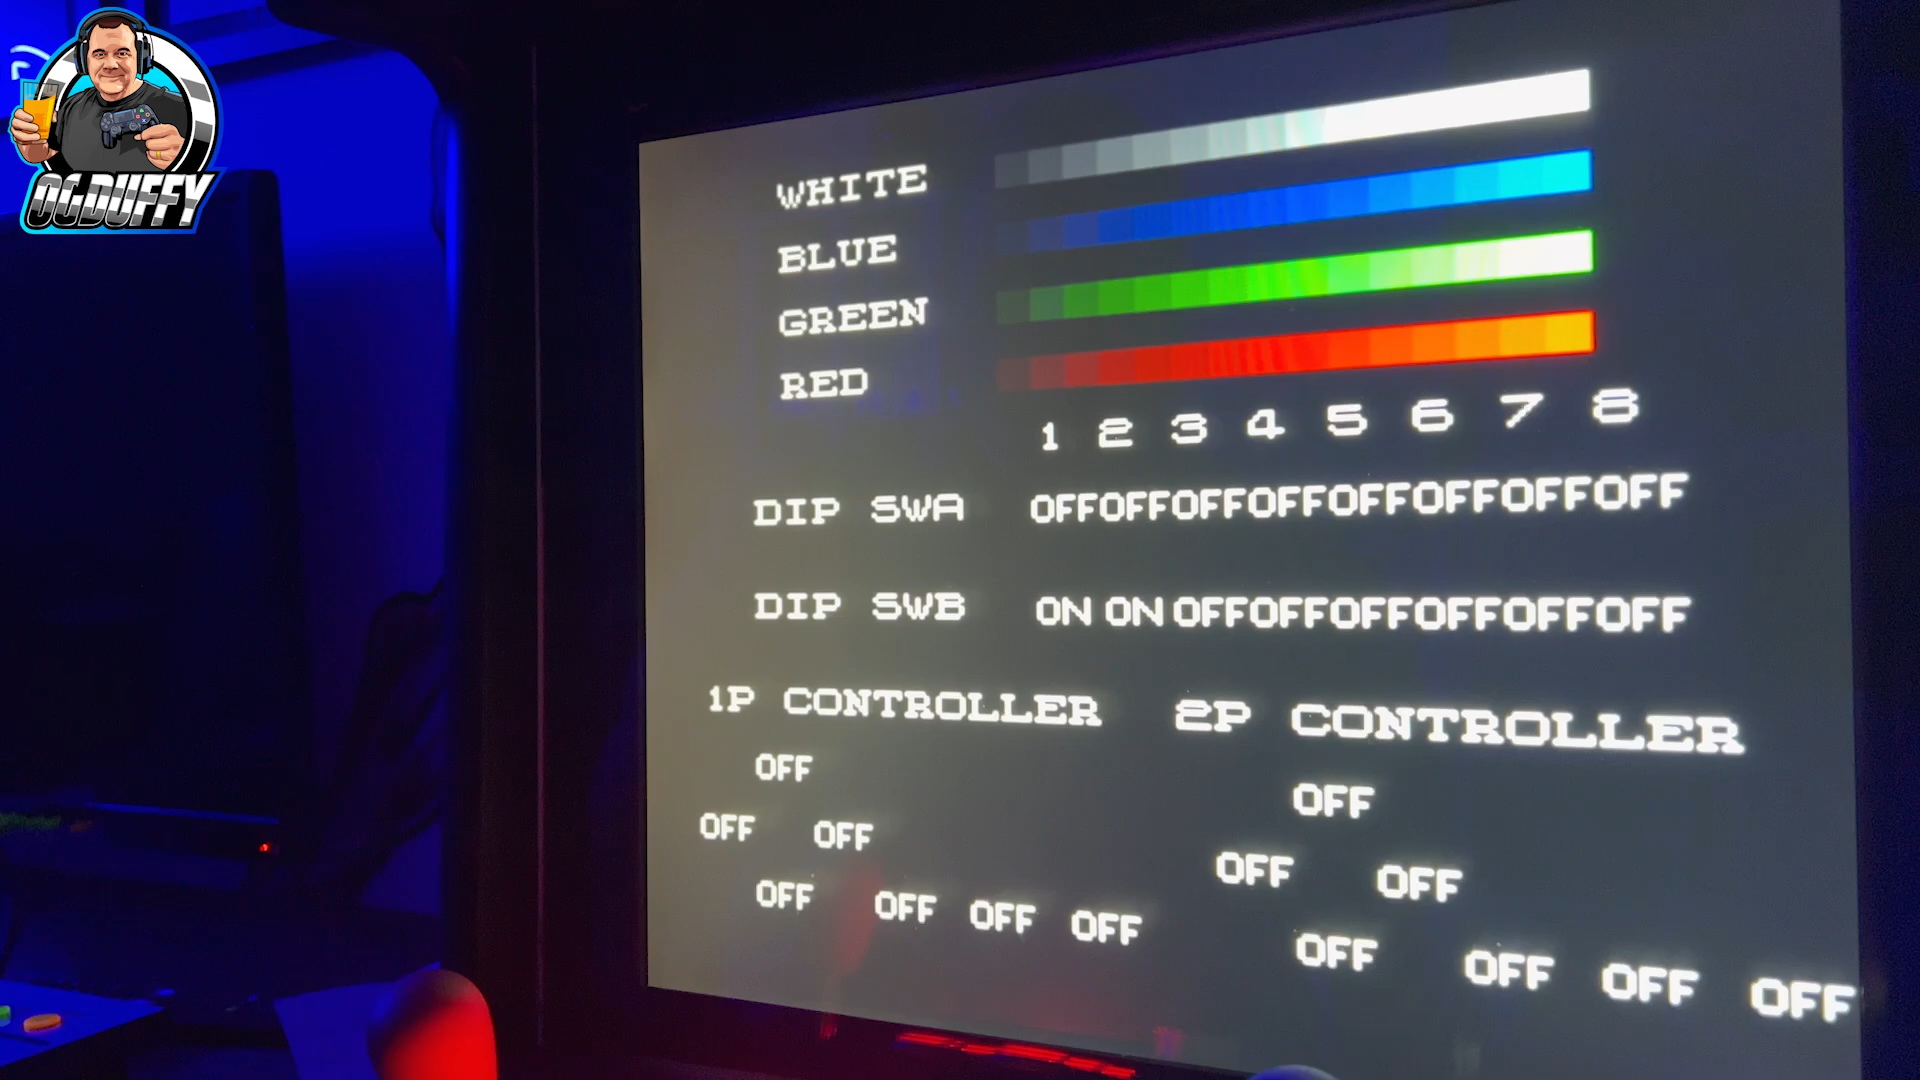 OGDUFFY
WHITE
BLUE
GREEN
RED
1 2 3 4 5 6 7 8
DIP SWA OFFOFFOFFOFFOFFOFFOFFOFF
DIP SWB ON ON OFFOFFOFFOFFOFFOFF
1P CONTROLLER 2P CONTROLLER
OFF OFF
OFF OFF OFF OFF
OFF OFF OFF OFF OFF OFF OFF OFF